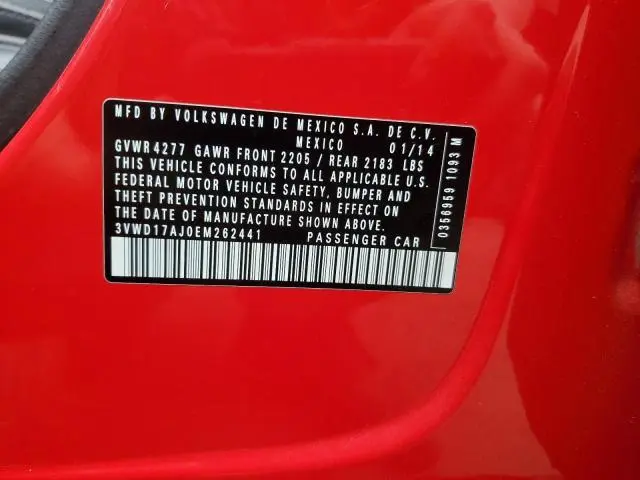 MFD BY VOLKSWAGEN DE MEXICO S.A. DE C.V.
MEXICO 01/14
GVWR 4277 GAWR FRONT 2205 / REAR 2183 LBS
THIS VEHICLE CONFORMS TO ALL APPLICABLE U.S.
FEDERAL MOTOR VEHICLE SAFETY, BUMPER AND
THEFT PREVENTION STANDARDS IN EFFECT ON
THE DATE OF MANUFACTURE SHOWN ABOVE.
3VWD17AJ0EM262441 PASSENGER CAR
0356959 1093 M